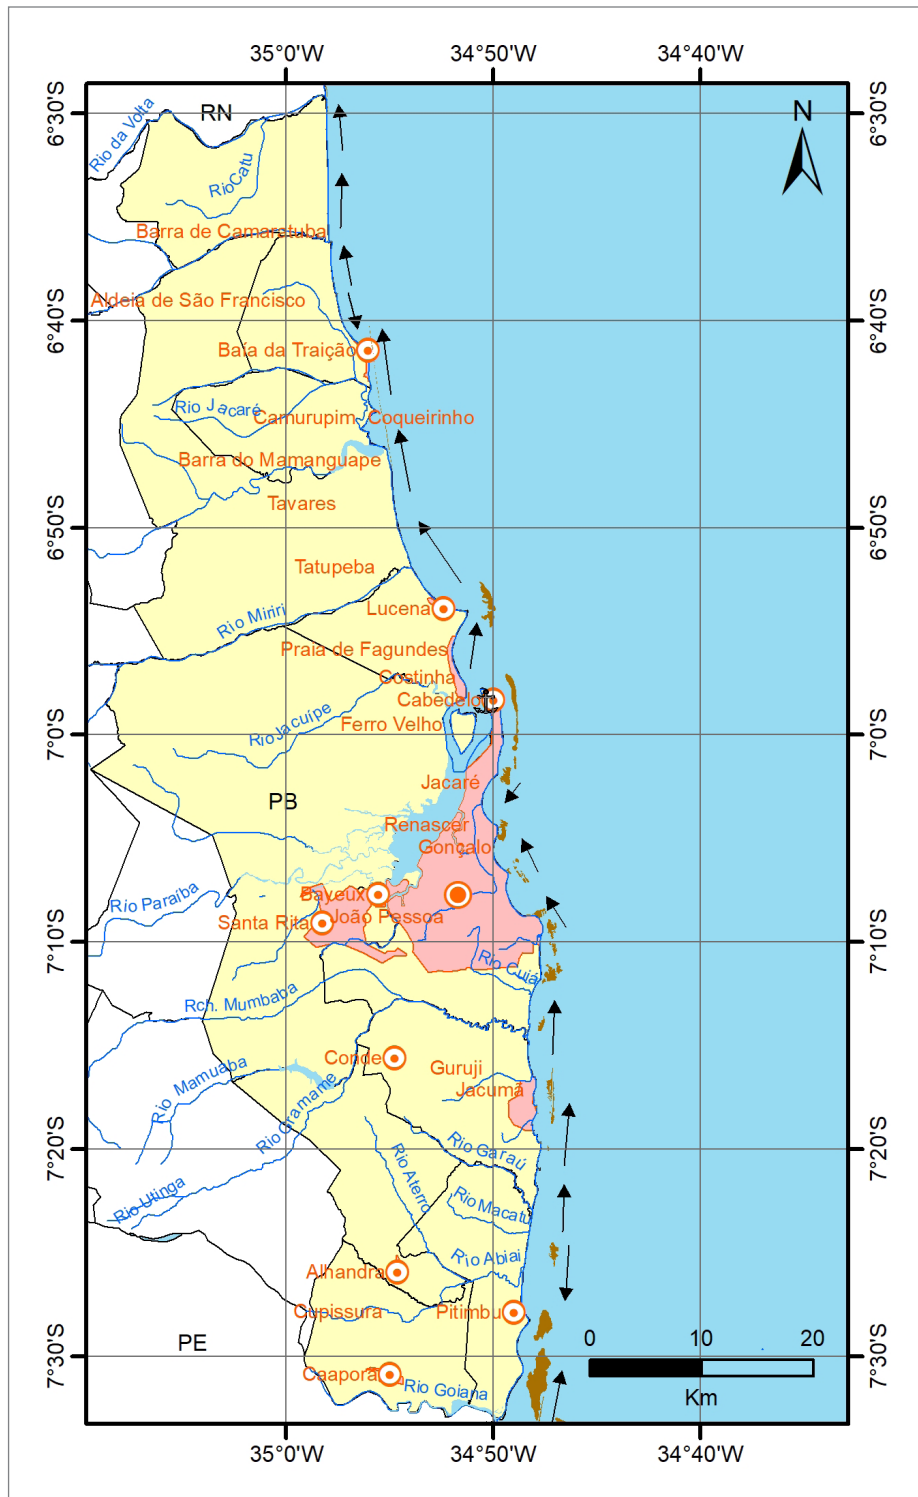 35°0'W 34°50'W 34°40'W
6°30'S
6°30'S
RN
N
Rio da Volta
Rio Catu
Barra de Camaratuba
Aldeia de São Francisco
6°40'S
6°40'S
Baía da Traição
Rio Jacaré
Camurupim
Coqueirinho
Barra do Mamanguape
Tavares
6°50'S
6°50'S
Tatupeba
Lucena
Rio Miriri
Praia de Fagundes
Costinha
Cabedelo
Ferro Velho
Rio Jacuípe
7°0'S
7°0'S
Jacaré
PB
Renascer
Gonçalo
Bayeux
Río Paraiba
João Pessoa
Santa Rita
7°10'S
7°10'S
Rio Cuiá
Rch. Mumbaba
Conde
Guruji
Jacumã
Rio Mamuaba
Rio Gramame
7°20'S
7°20'S
Rio Garaú
Rio Aterro
Rio Utinga
Rio Macatu
Rio Abiai
Alhandra
Cupissura
Pitimbu
PE
0 10 20
Km
7°30'S
7°30'S
Caaporã
Rio Goiana
35°0'W 34°50'W 34°40'W